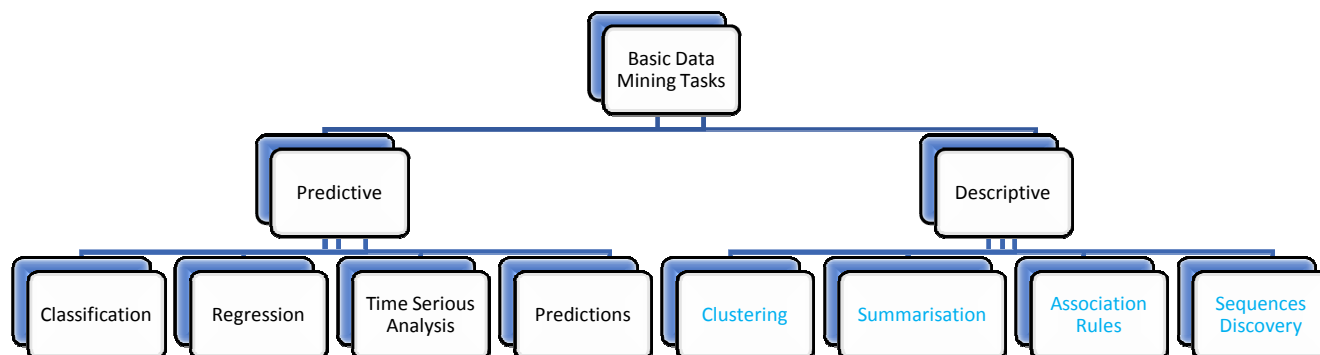 Basic Data
Mining Tasks
Predictive
Descriptive
Classification
Regression
Time Serious
Analysis
Predictions
Clustering
Summarisation
Association
Rules
Sequences
Discovery